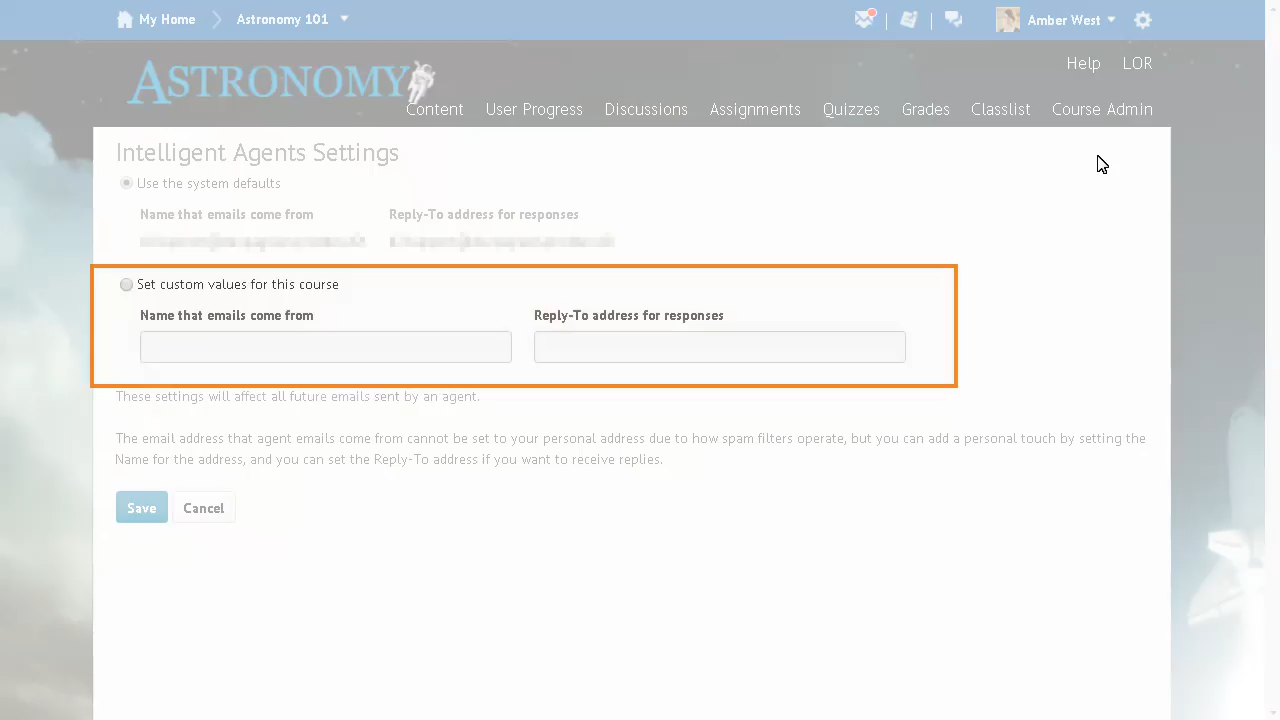 My Home
Astronomy 101
Amber West
ASTRONOMY
Help LOR
Content User Progress Discussions Assignments Quizzes Grades Classlist Course Admin
Intelligent Agents Settings
Use the system defaults
Name that emails come from Reply-To address for responses
Set custom values for this course
Name that emails come from Reply-To address for responses
These settings will affect all future emails sent by an agent.
The email address that agent emails come from cannot be set to your personal address due to how spam filters operate, but you can add a personal touch by setting the
Name for the address, and you can set the Reply-To address if you want to receive replies.
Save Cancel